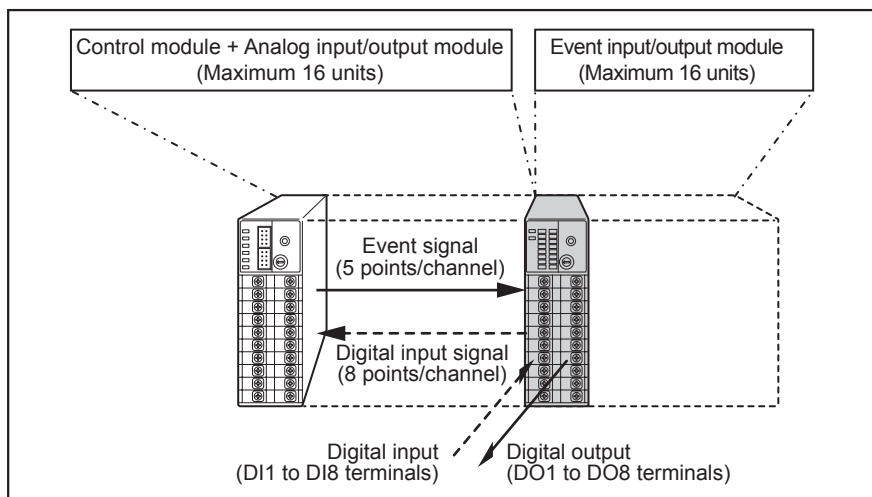 Control module + Analog input/output module
(Maximum 16 units)
Event input/output module
(Maximum 16 units)
Event signal
(5 points/channel)
Digital input signal
(8 points/channel)
Digital input
(DI1 to DI8 terminals)
Digital output
(DO1 to DO8 terminals)